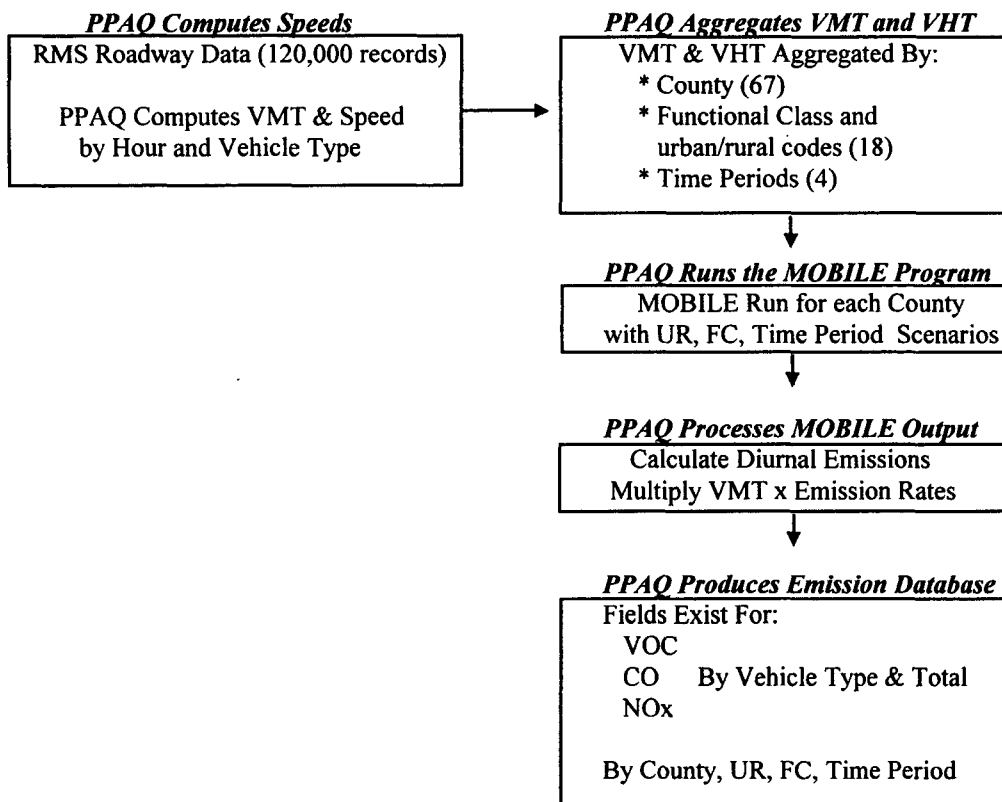 PPAQ Computes Speeds
RMS Roadway Data (120,000 records)
PPAQ Computes VMT & Speed
by Hour and Vehicle Type
PPAQ Aggregates VMT and VHT
VMT & VHT Aggregated By:
* County (67)
* Functional Class and
urban/rural codes (18)
* Time Periods (4)
PPAQ Runs the MOBILE Program
MOBILE Run for each County
with UR, FC, Time Period Scenarios
PPAQ Processes MOBILE Output
Calculate Diurnal Emissions
Multiply VMT x Emission Rates
PPAQ Produces Emission Database
Fields Exist For:
VOC
CO By Vehicle Type & Total
NOx
By County, UR, FC, Time Period